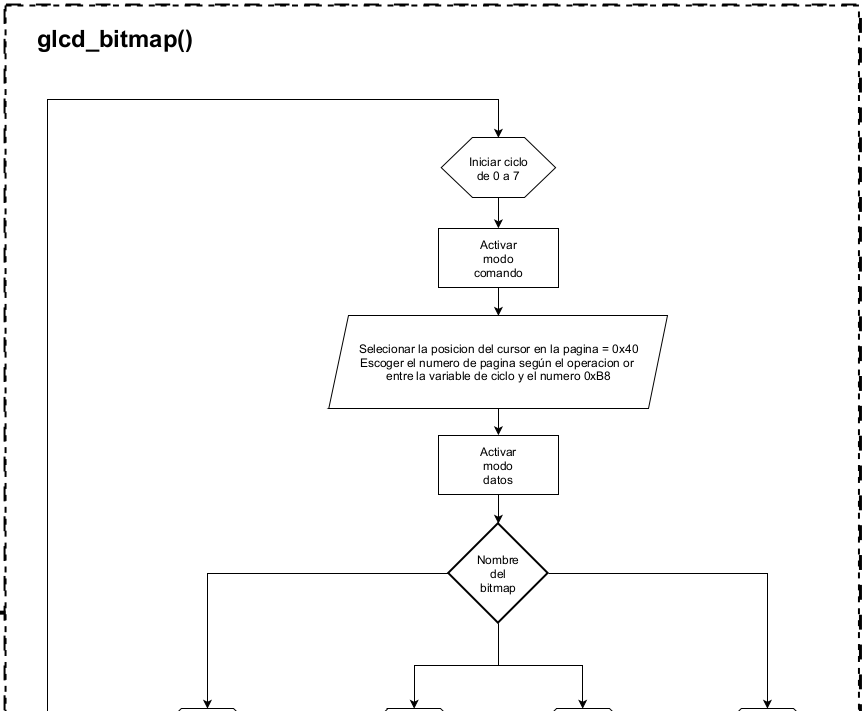 glcd_bitmap()
Iniciar ciclo
de 0 a 7
Activar
modo
comando
Selecionar la posicion del cursor en la pagina = 0x40
Escoger el numero de pagina según el operacion or
entre la variable de ciclo y el numero 0xB8
Activar
modo
datos
Nombre
del
bitmap